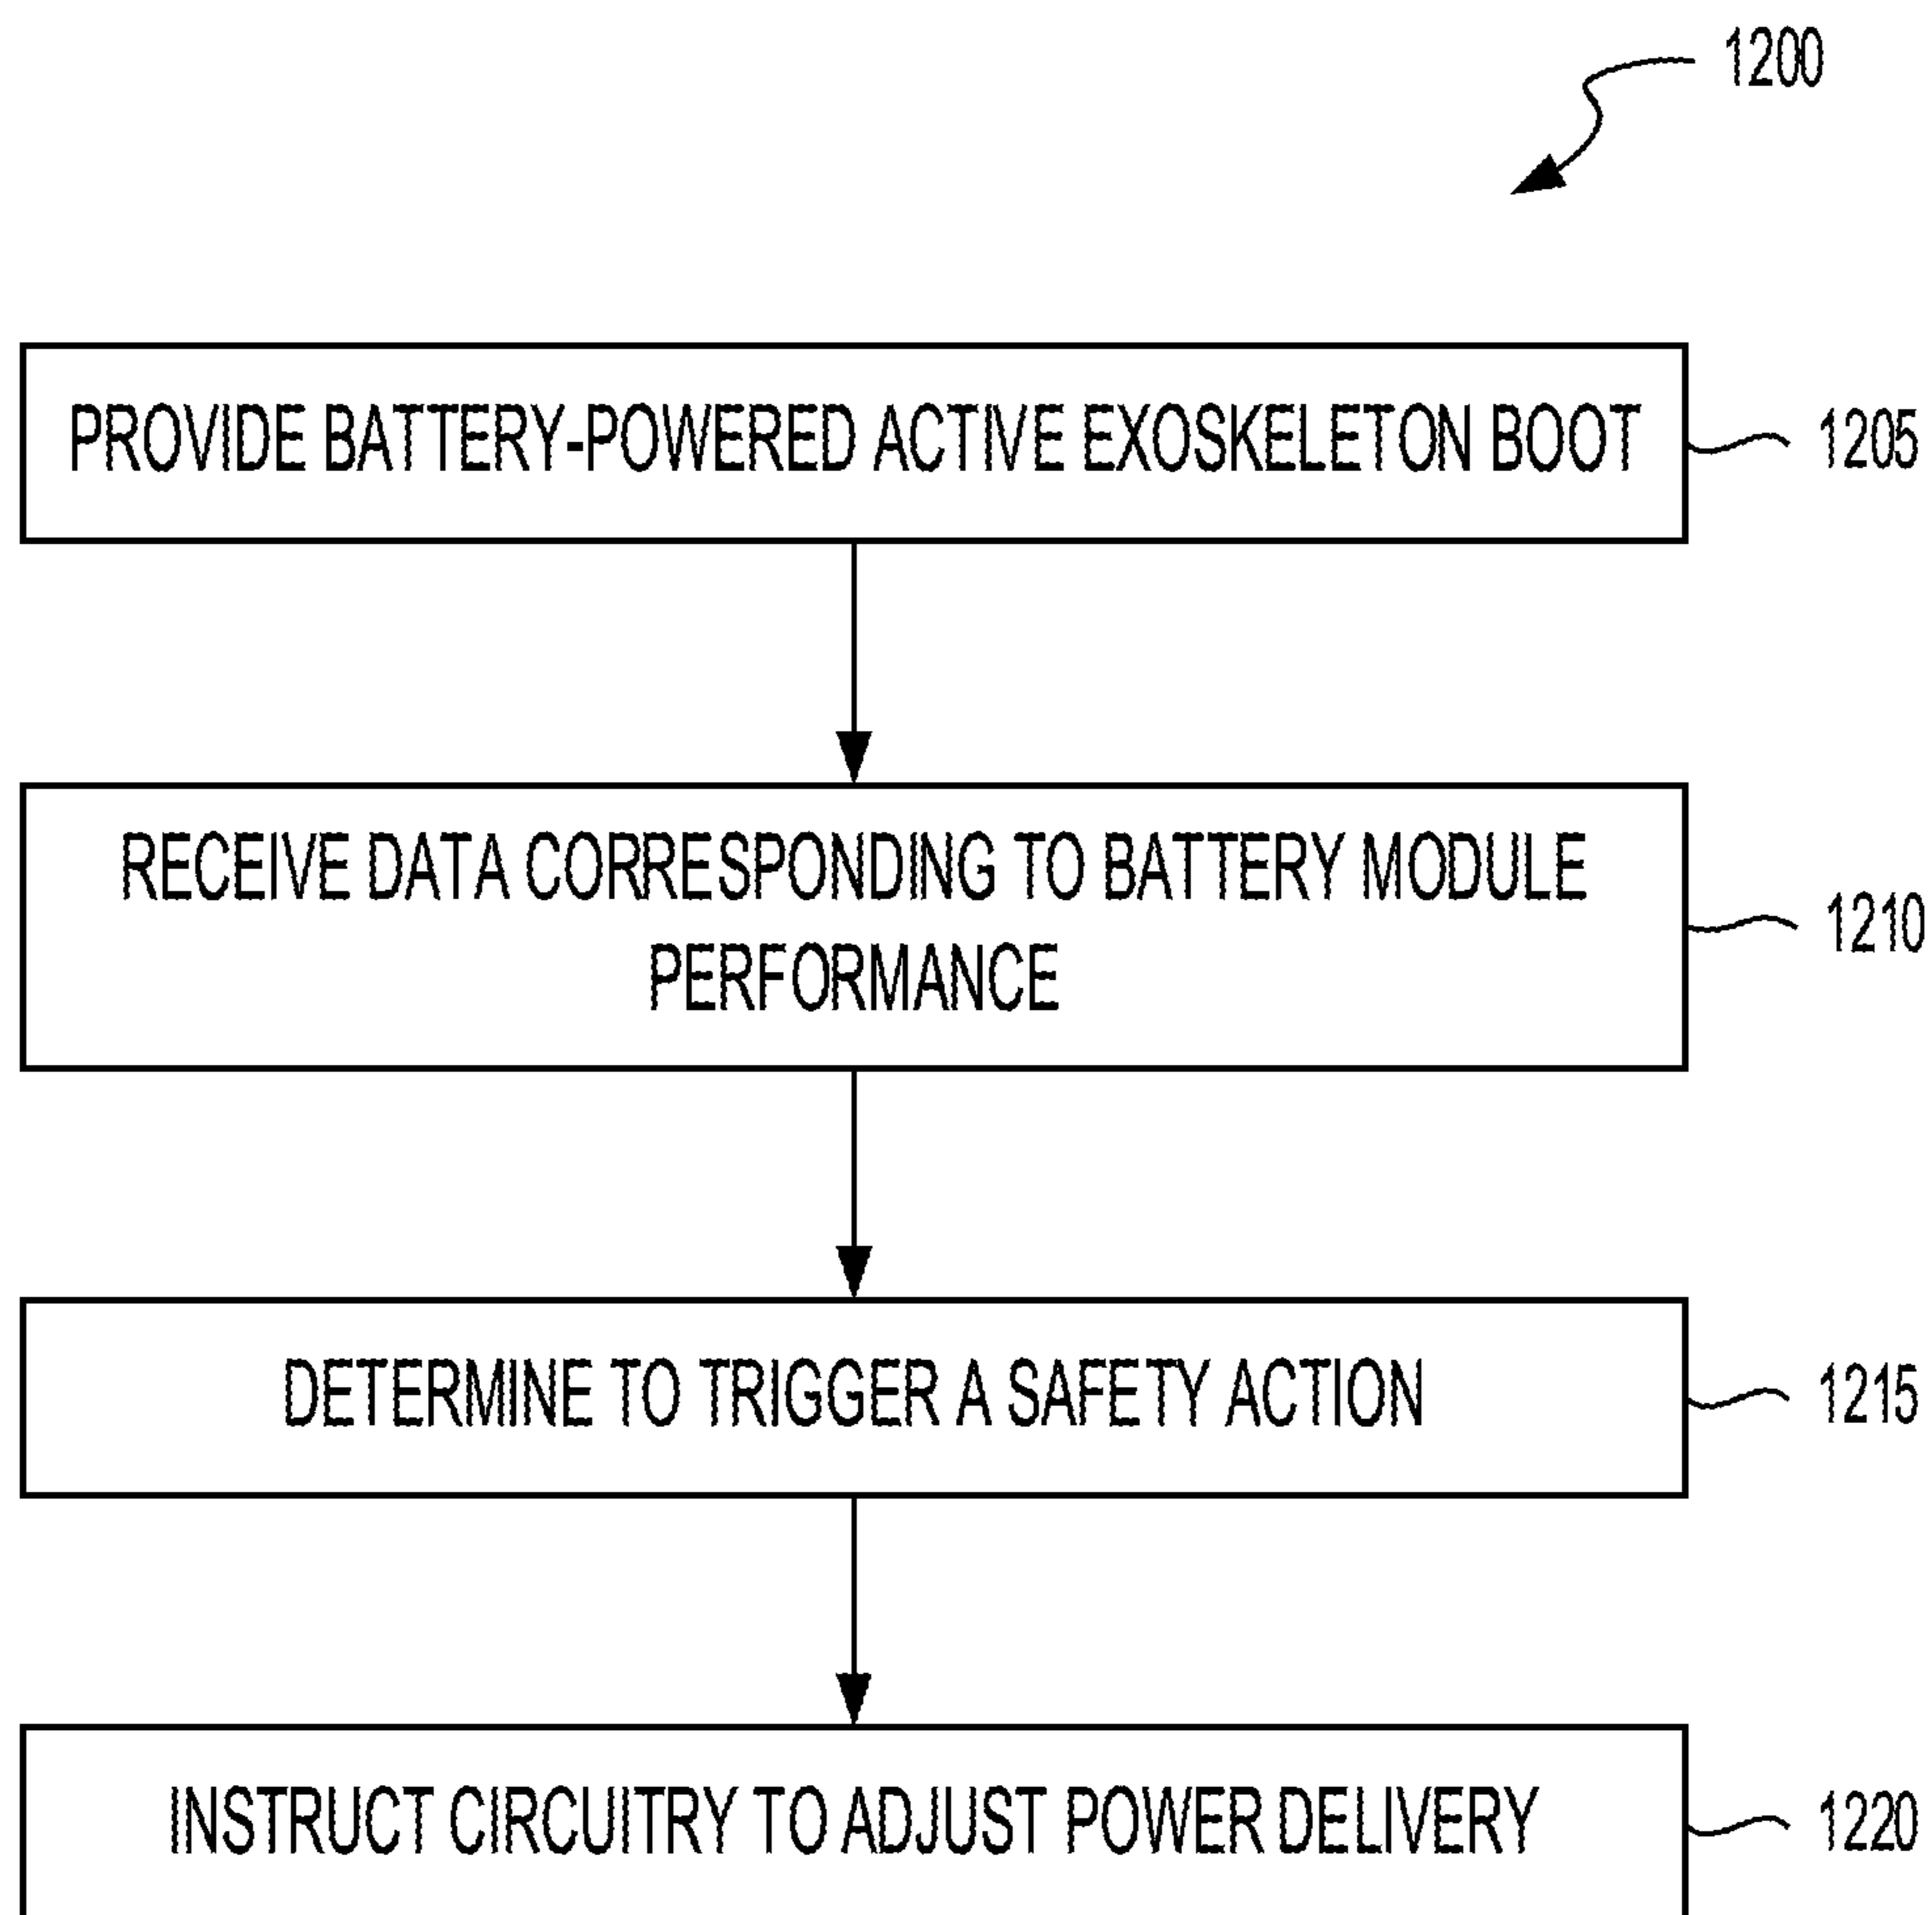 1200
PROVIDE BATTERY-POWERED ACTIVE EXOSKELETON BOOT
1205
RECEIVE DATA CORRESPONDING TO BATTERY MODULE
PERFORMANCE
1210
DETERMINE TO TRIGGER A SAFETY ACTION
1215
INSTRUCT CIRCUITRY TO ADJUST POWER DELIVERY
1220